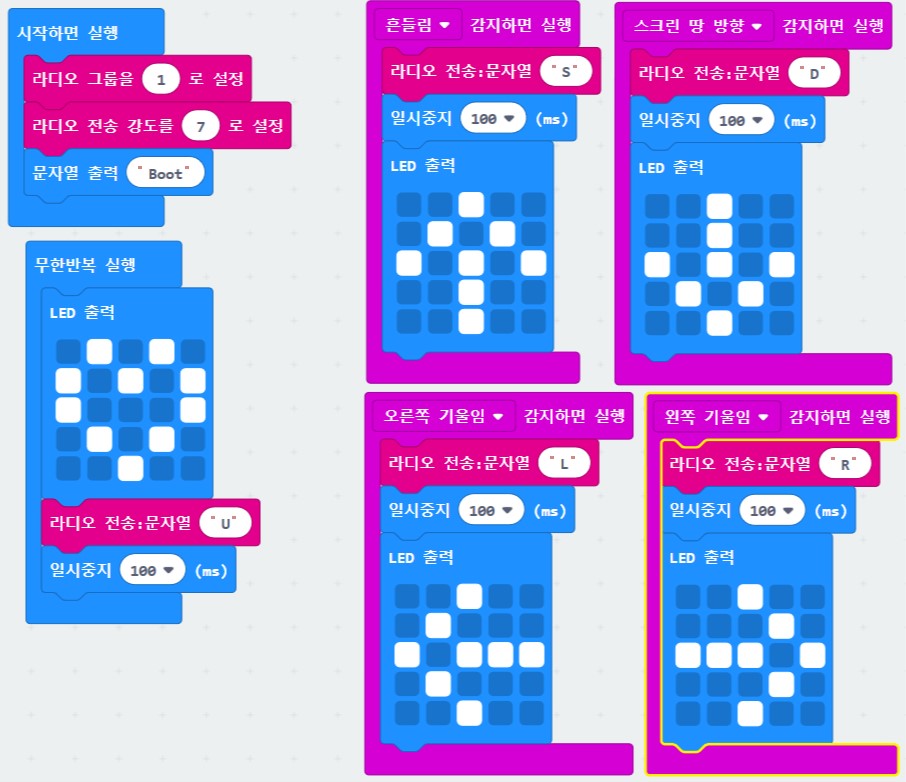 시작하면 실행
라디오 그룹을 1 로 설정
라디오 전송 강도를 7 로 설정
문자열 출력 "Boot"
무한반복 실행
LED 출력
라디오 전송:문자열 "U"
일시중지 100 (ms)
흔들림 감지하면 실행
라디오 전송:문자열 "S"
일시중지 100 (ms)
LED 출력
스크린 땅 방향 감지하면 실행
라디오 전송:문자열 "D"
일시중지 100 (ms)
LED 출력
오른쪽 기울임 감지하면 실행
라디오 전송:문자열 "L"
일시중지 100 (ms)
LED 출력
왼쪽 기울임 감지하면 실행
라디오 전송:문자열 "R"
일시중지 100 (ms)
LED 출력